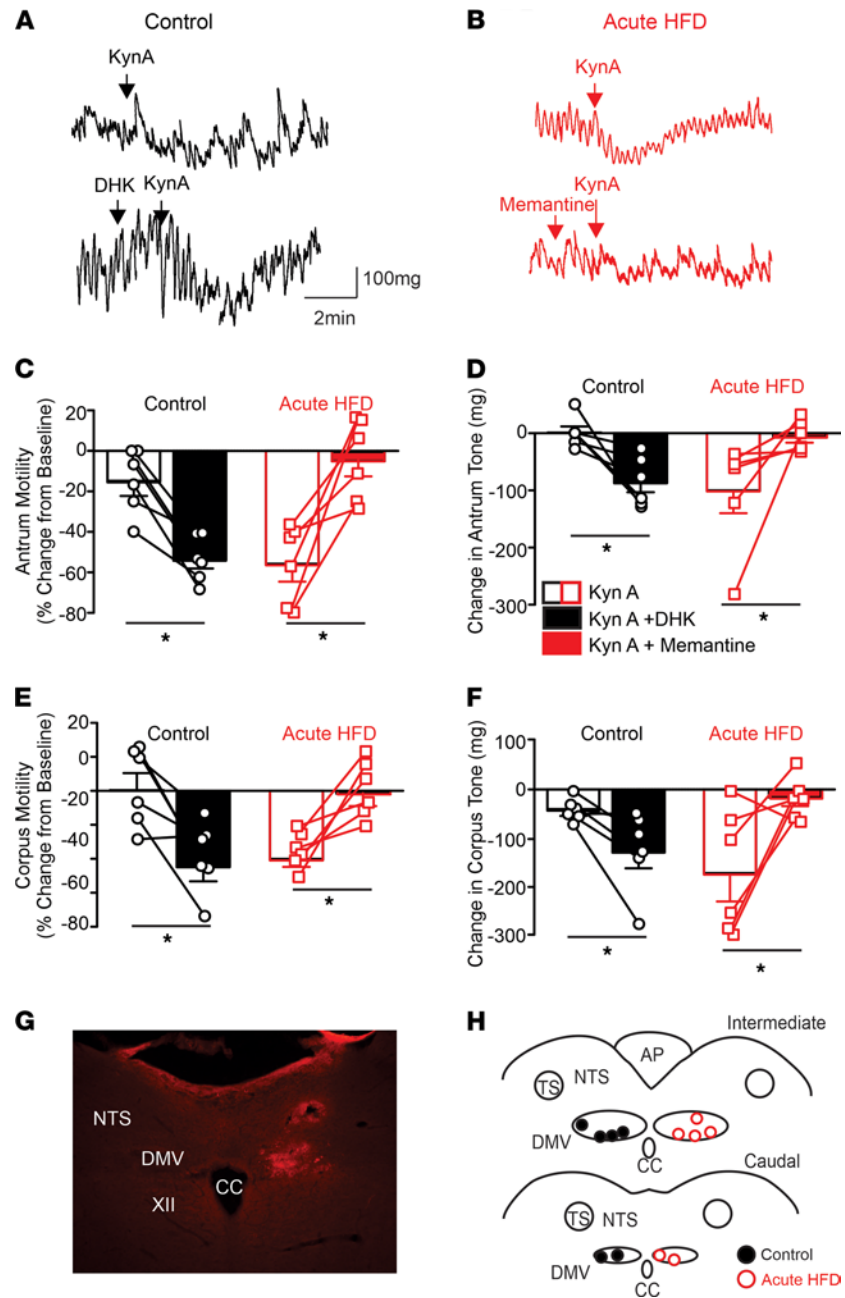 A
Control
KynA
DHK KynA
100mg
2min
B
Acute HFD
KynA
KynA
Memantine
C
Control
Acute HFD
Antrum Motility
(% Change from Baseline)
20
0
-20
-40
-60
-80
*
*
D
Control
Acute HFD
Change in Antrum Tone (mg)
0
-100
-200
-300
*
*
Kyn A
Kyn A +DHK
Kyn A + Memantine
E
Control
Acute HFD
Corpus Motility
(% Change from Baseline)
20
0
-20
-40
-60
-80
*
*
F
Control
Acute HFD
Change in Corpus Tone (mg)
100
0
-100
-200
-300
*
*
G
NTS
DMV
CC
XII
H
Intermediate
AP
NTS
TS
DMV
CC
Caudal
TS NTS
DMV
CC
Control
Acute HFD